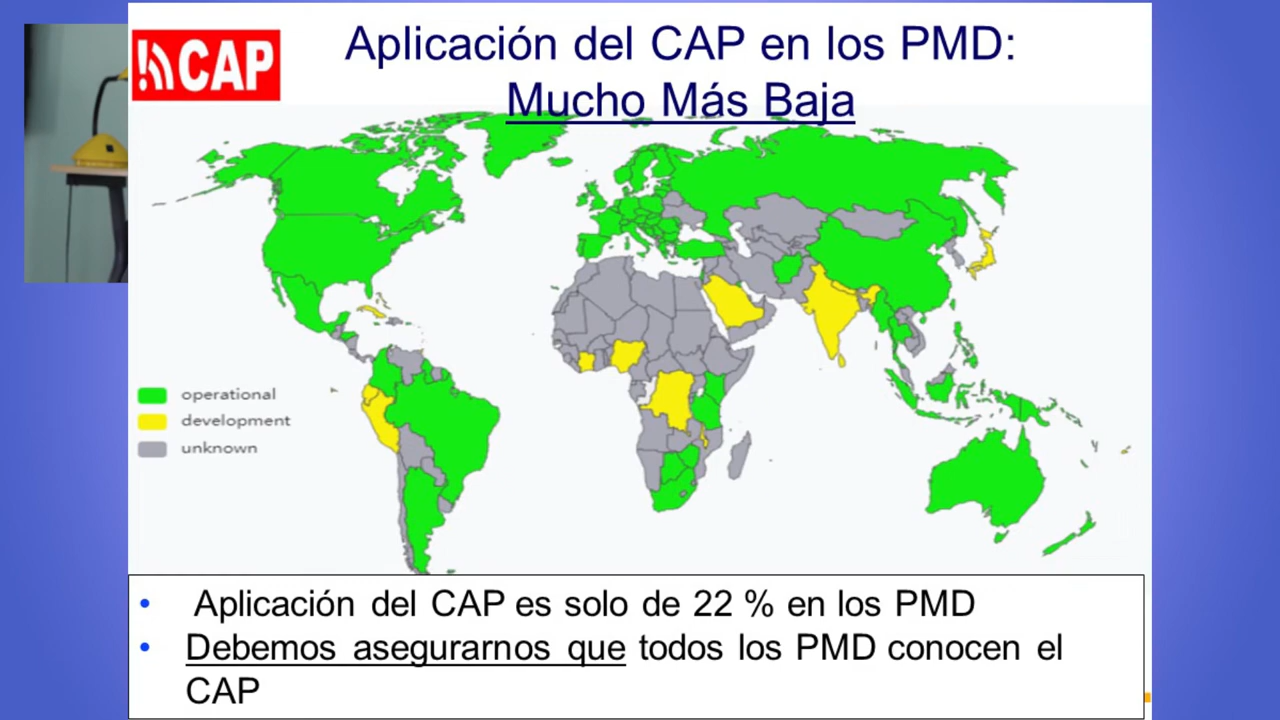 CAP
Aplicación del CAP en los PMD:
Mucho Más Baja
operational
development
unknown
• Aplicación del CAP es solo de 22 % en los PMD
• Debemos asegurarnos que todos los PMD conocen el
CAP